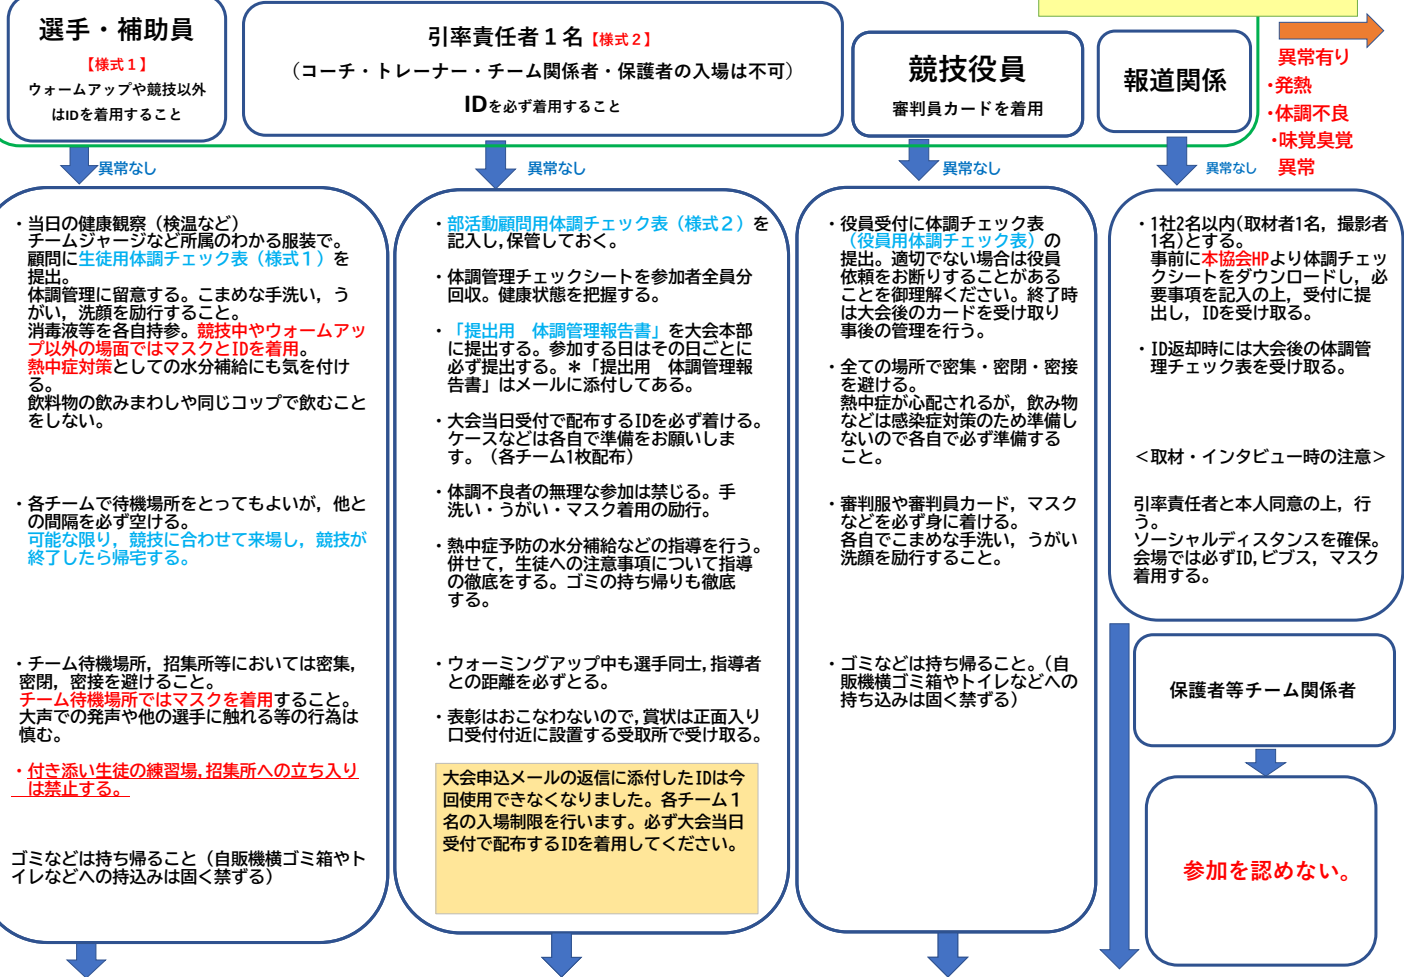 選手・補助員
【様式１】
ウォームアップや競技以外
はIDを着用すること
引率責任者１名【様式２】
（コーチ・トレーナー・チーム関係者・保護者の入場は不可）
IDを必ず着用すること
競技役員
審判員カードを着用
報道関係
異常有り
・発熱
・体調不良
・味覚臭覚
異常
異常なし
異常なし
異常なし
異常なし
・当日の健康観察（検温など）
チームジャージなど所属のわかる服装で。
顧問に生徒用体調チェック表（様式１）を
提出。
体調管理に留意する。こまめな手洗い，う
がい，洗顔を励行すること。
消毒液等を各自持参。競技中やウォームアッ
プ以外の場面ではマスクとIDを着用。
熱中症対策としての水分補給にも気を付け
る。
飲料物の飲みまわしや同じコップで飲むこと
をしない。
・各チームで待機場所をとってもよいが，他と
の間隔を必ず空ける。
可能な限り，競技に合わせて来場し，競技が
終了したら帰宅する。
・チーム待機場所，招集所等においては密集，
密閉，密接を避けること。
チーム待機場所ではマスクを着用すること。
大声での発声や他の選手に触れる等の行為は
慎む。
・付き添い生徒の練習場,招集所への立ち入り
は禁止する。
ゴミなどは持ち帰ること（自販機横ゴミ箱やト
イレなどへの持込みは固く禁ずる）
・部活動顧問用体調チェック表（様式２）を
記入し,保管しておく。
・体調管理チェックシートを参加者全員分
回収。健康状態を把握する。
・「提出用　体調管理報告書」を大会本部
に提出する。参加する日はその日ごとに
必ず提出する。＊「提出用　体調管理報
告書」はメールに添付してある。
・大会当日受付で配布するIDを必ず着ける。
ケースなどは各自で準備をお願いしま
す。（各チーム1枚配布）
・体調不良者の無理な参加は禁じる。手
洗い・うがい・マスク着用の励行。
・熱中症予防の水分補給などの指導を行う。
併せて，生徒への注意事項について指導
の徹底をする。ゴミの持ち帰りも徹底
する。
・ウォーミングアップ中も選手同士,指導者
との距離を必ずとる。
・表彰はおこなわないので,賞状は正面入り
口受付付近に設置する受取所で受け取る。
大会申込メールの返信に添付したIDは今
回使用できなくなりました。各チーム１
名の入場制限を行います。必ず大会当日
受付で配布するIDを着用してください。
・役員受付に体調チェック表
（役員用体調チェック表）の
提出。適切でない場合は役員
依頼をお断りすることがある
ことを御理解ください。終了時
は大会後のカードを受け取り
事後の管理を行う。
・全ての場所で密集・密閉・密接
を避ける。
熱中症が心配されるが，飲み物
などは感染症対策のため準備し
ないので各自で必ず準備する
こと。
・審判服や審判員カード，マスク
などを必ず身に着ける。
各自でこまめな手洗い，うがい
洗顔を励行すること。
・ゴミなどは持ち帰ること。（自
販機横ゴミ箱やトイレなどへの
持ち込みは固く禁ずる）
・1社2名以内(取材者1名，撮影者
1名)とする。
事前に本協会HPより体調チェッ
クシートをダウンロードし，必
要事項を記入の上，受付に提
出し，IDを受け取る。
・ID返却時には大会後の体調管
理チェック表を受け取る。
＜取材・インタビュー時の注意＞
引率責任者と本人同意の上，行
う。
ソーシャルディスタンスを確保。
会場では必ずID,ビブス，マスク
着用する。
保護者等チーム関係者
参加を認めない。